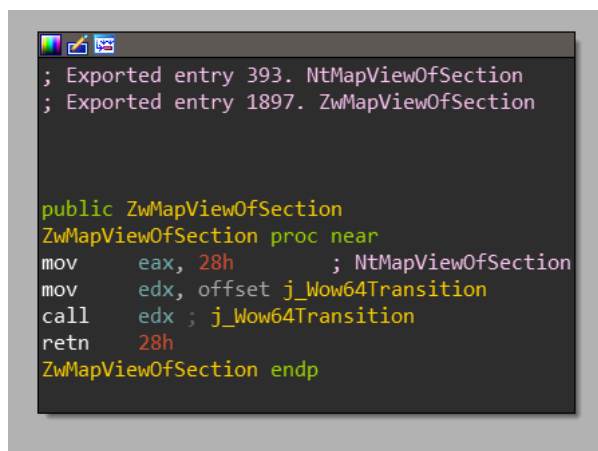 ; Exported entry 393. NtMapViewOfSection
; Exported entry 1897. ZwMapViewOfSection
public ZwMapViewOfSection
ZwMapViewOfSection proc near
mov     eax, 28h        ; NtMapViewOfSection
mov     edx, offset j_Wow64Transition
call    edx ; j_Wow64Transition
retn    28h
ZwMapViewOfSection endp